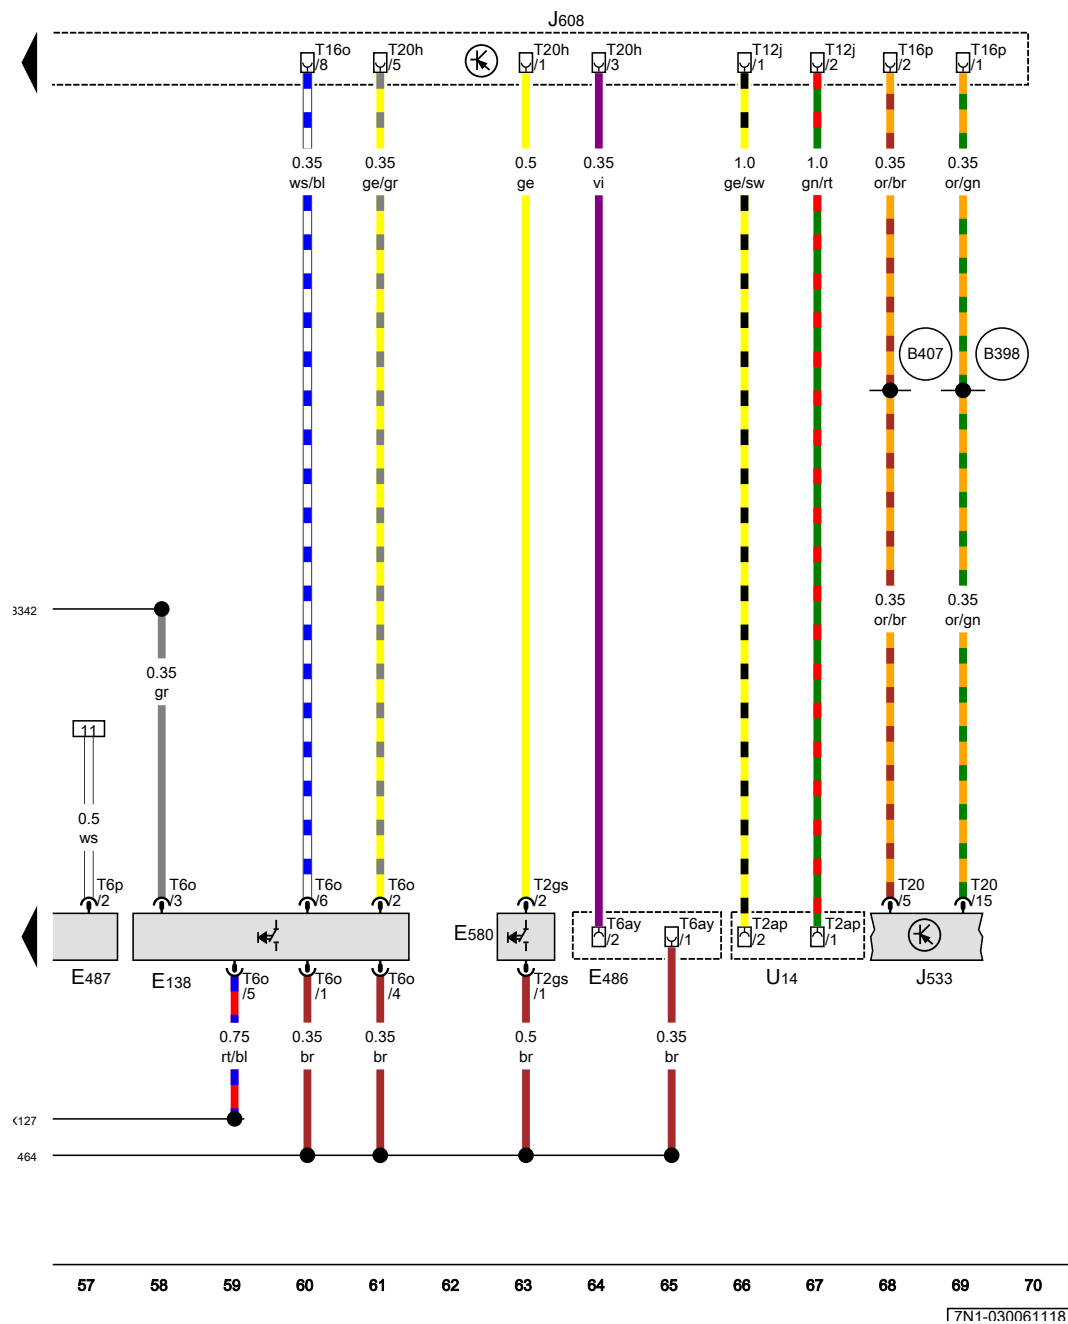 J608
T16o
/8
T20h
/5
T20h
/1
T20h
/3
T12j
/1
T12j
/2
T16p
/2
T16p
/1
0.35
ws/bl
0.35
ge/gr
0.5
ge
0.35
vi
1.0
ge/sw
1.0
gn/rt
0.35
or/br
0.35
or/gn
B407
B398
0.35
or/br
0.35
or/gn
342
0.35
gr
11
0.5
ws
T6p
/2
T6o
/3
T6o
/6
T6o
/2
T2gs
/2
T20
/5
T20
/15
E580
T6ay
/2
T6ay
/1
T2ap
/2
T2ap
/1
E487
E138
E486
U14
J533
T6o
/5
T6o
/1
T6o
/4
T2gs
/1
0.75
rt/bl
0.35
br
0.35
br
0.5
br
0.35
br
127
464
57 58 59 60 61 62 63 64 65 66 67 68 69 70
7N1-030061118